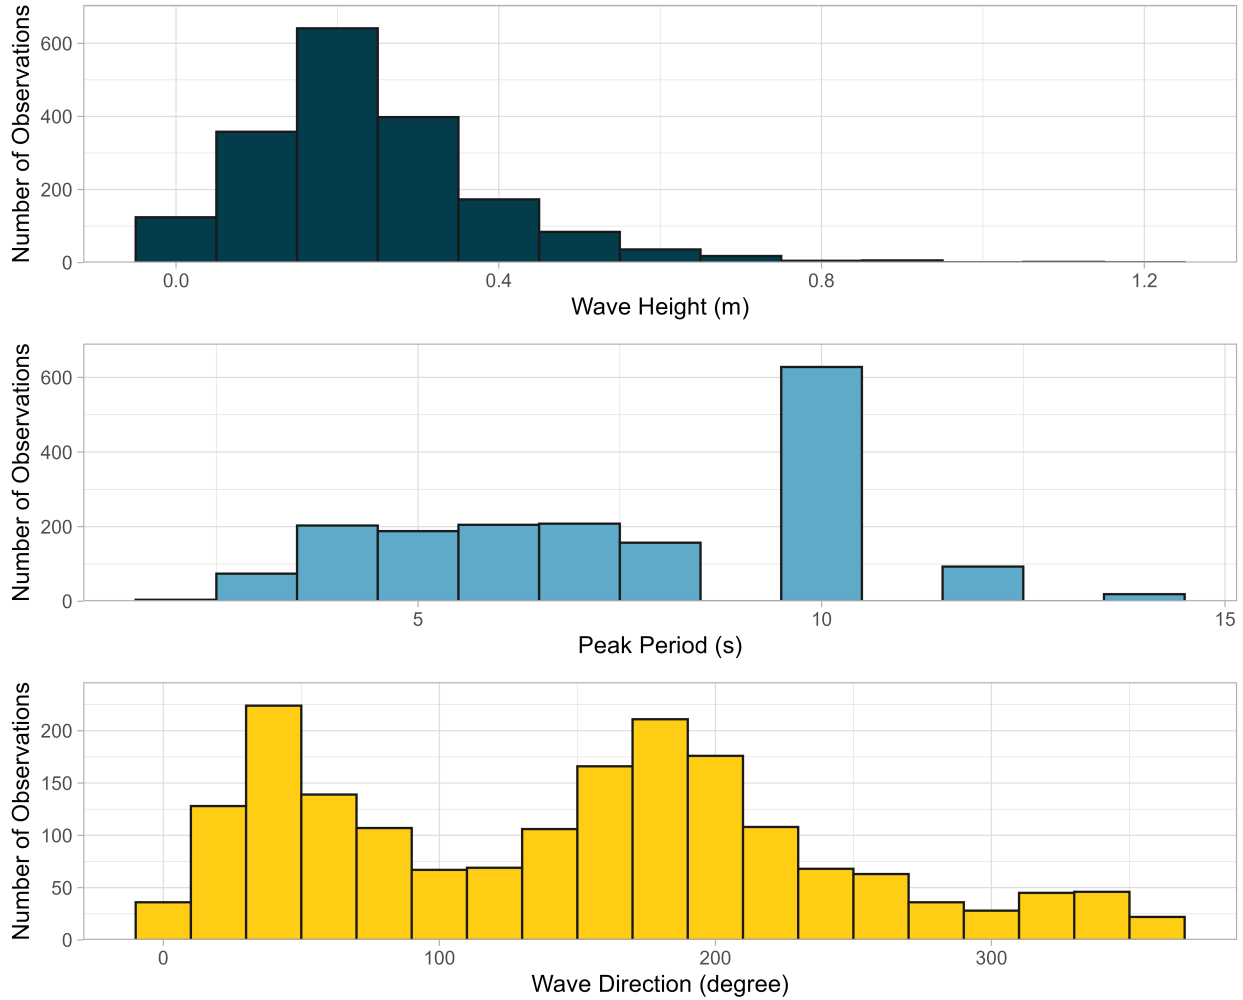 Number of Observations
600
400
200
0
0.0 0.4 0.8 1.2
Wave Height (m)
Number of Observations
600
400
200
0
5 10 15
Peak Period (s)
Number of Observations
200
150
100
50
0
0 100 200 300
Wave Direction (degree)